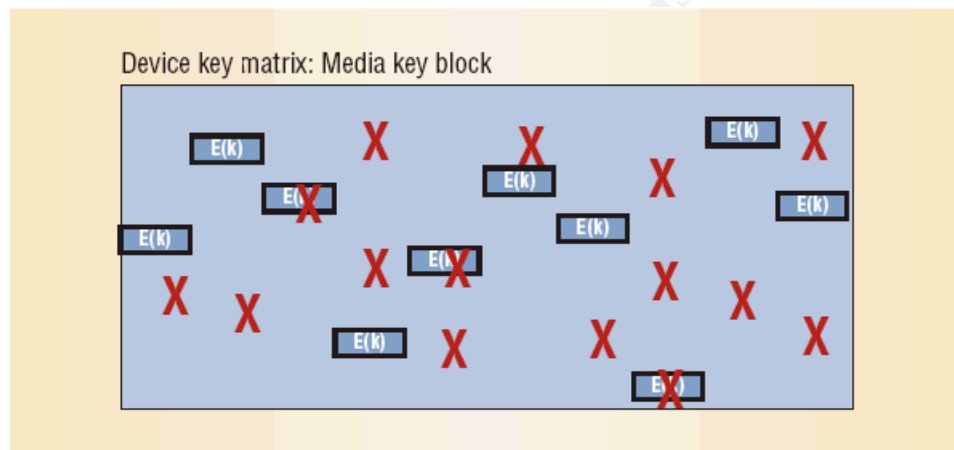 Device key matrix: Media key block
E(k) X X E(k) X
X E(k) X E(k)
E(k) E(k)
X X X
X X X
E(k) X X X
X